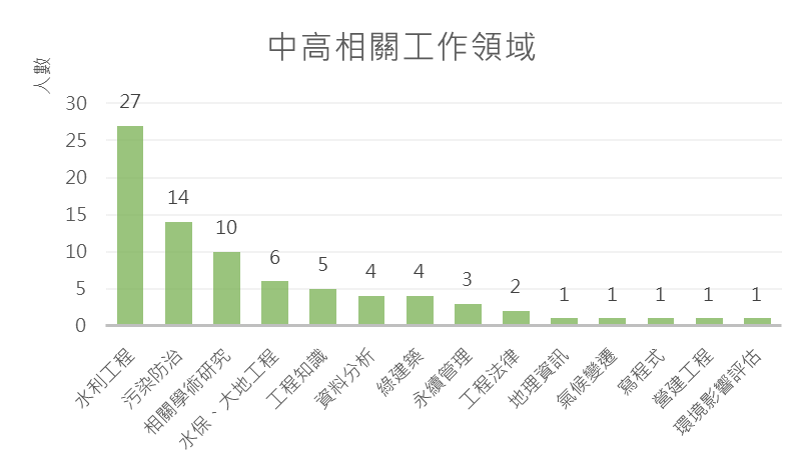 中高相關工作領域
人數
30
25
20
15
10
5
0
27
14
10
6
5
4
4
3
2
1
1
1
1
1
水利工程
污染防治
相關學術研究
水保、大地工程
工程知識
資料分析
綠建築
永續管理
工程法律
地理資訊
氣候變遷
寫程式
營建工程
環境影響評估